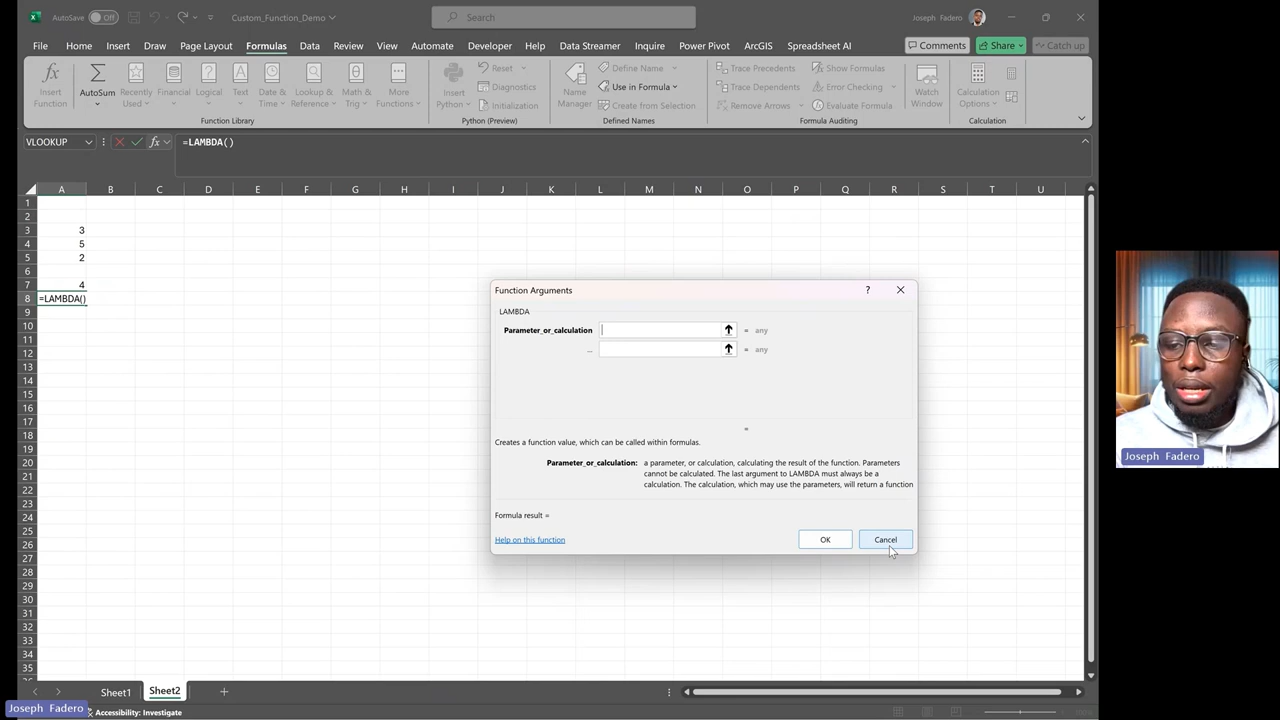 AutoSave Off Custom_Function_Demo Search Joseph Fadero
File Home Insert Draw Page Layout Formulas Data Review View Automate Developer Help Data Streamer Inquire Power Pivot ArcGIS Spreadsheet AI Comments Share Catch up
Insert Function
AutoSum
Recently Used
Financial
Logical
Text
Date & Time
Lookup & Reference
Math & Trig
More Functions
Function Library
Insert Python
Reset
Diagnostics
Initialization
Python (Preview)
Name Manager
Define Name
Use in Formula
Create from Selection
Defined Names
Trace Precedents
Trace Dependents
Remove Arrows
Show Formulas
Error Checking
Evaluate Formula
Formula Auditing
Watch Window
Calculation Options
Calculation
VLOOKUP fx =LAMBDA()
A B C D E F G H I J K L M N O P Q R S T U
1
2
3 3
4 5
5 2
6
7 4
8 =LAMBDA()
9
10
11
12
13
14
15
16
17
18
19
20
21
22
23
24
25
26
27
28
29
30
31
32
33
34
35
Function Arguments ?
LAMBDA
Parameter_or_calculation = any
... = any
=
Creates a function value, which can be called within formulas.
Parameter_or_calculation: a parameter, or calculation, calculating the result of the function. Parameters
cannot be calculated. The last argument to LAMBDA must always be a
calculation. The calculation, which may use the parameters, will return a function
Formula result =
Help on this function OK Cancel
Sheet1 Sheet2
Joseph Fadero
Accessibility: Investigate
Joseph Fadero